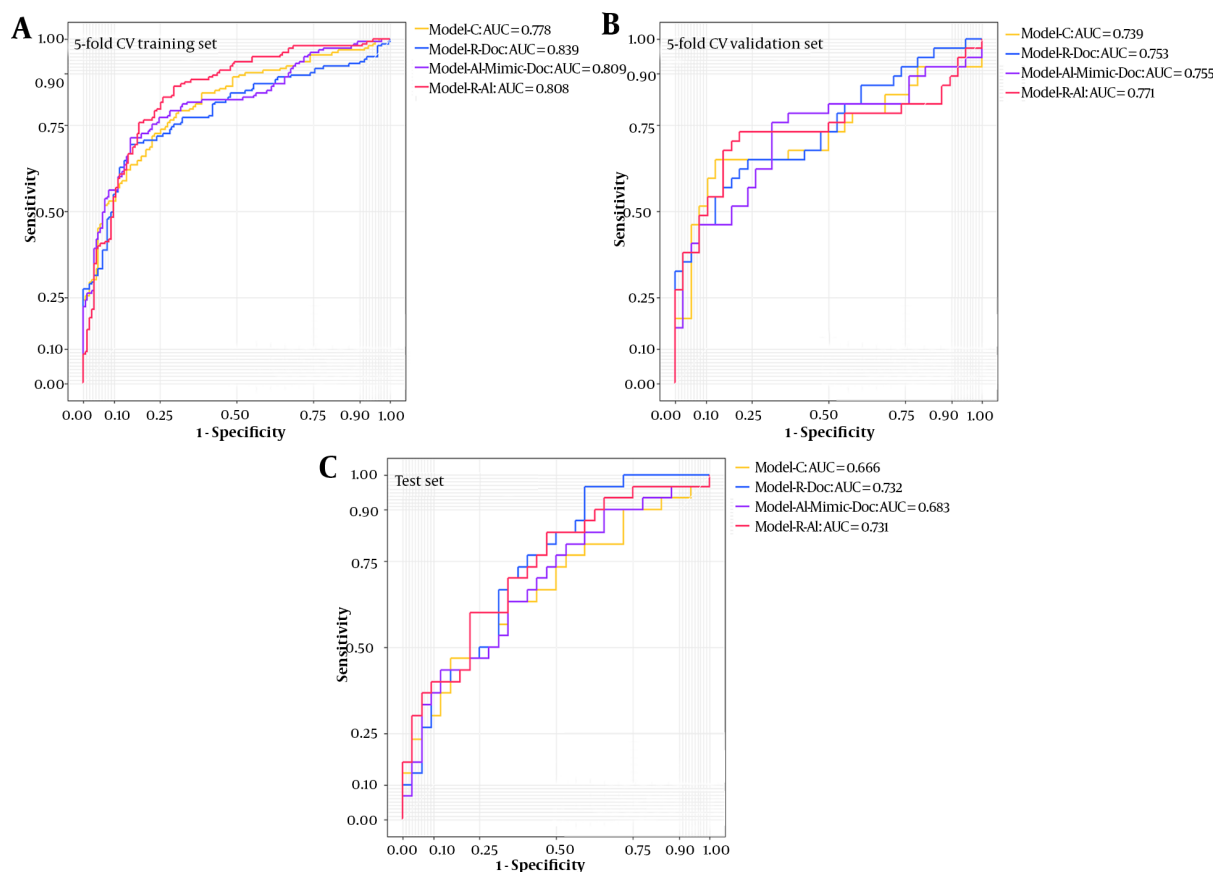 A
5-fold CV training set
Model-C:AUC = 0.778
Model-R-Doc:AUC = 0.839
Model-AI-Mimic-Doc:AUC = 0.809
Model-R-AI:AUC = 0.808
Sensitivity
1.00
0.90
0.75
0.50
0.25
0.10
0.00
0.00 0.10 0.25 0.50 0.75 0.90 1.00
1 - Specificity
B
5-fold CV validation set
Model-C:AUC = 0.739
Model-R-Doc:AUC = 0.753
Model-AI-Mimic-Doc:AUC = 0.755
Model-R-AI:AUC = 0.771
Sensitivity
1.00
0.90
0.75
0.50
0.25
0.10
0.00
0.00 0.10 0.25 0.50 0.75 0.90 1.00
1 - Specificity
C
Test set
Model-C:AUC = 0.666
Model-R-Doc:AUC = 0.732
Model-AI-Mimic-Doc:AUC = 0.683
Model-R-AI:AUC = 0.731
Sensitivity
1.00
0.90
0.75
0.50
0.25
0.10
0.00
0.00 0.10 0.25 0.50 0.75 0.90 1.00
1 - Specificity